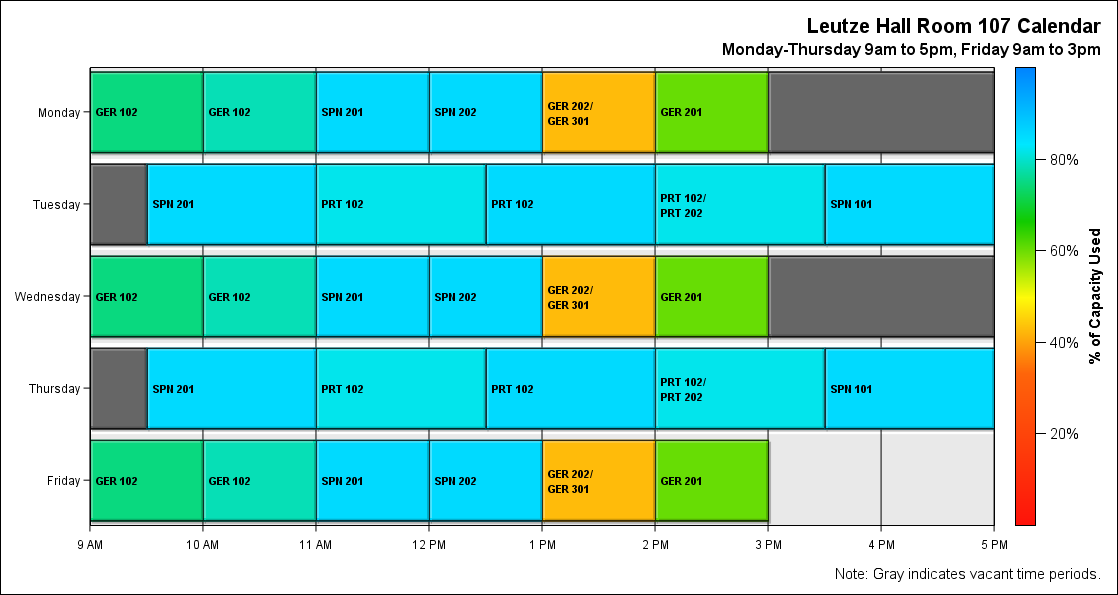 Leutze Hall Room 107 Calendar
Monday-Thursday 9am to 5pm, Friday 9am to 3pm
Monday
GER 102
GER 102
SPN 201
SPN 202
GER 202/
GER 301
GER 201
Tuesday
SPN 201
PRT 102
PRT 102
PRT 102/
PRT 202
SPN 101
Wednesday
GER 102
GER 102
SPN 201
SPN 202
GER 202/
GER 301
GER 201
Thursday
SPN 201
PRT 102
PRT 102
PRT 102/
PRT 202
SPN 101
Friday
GER 102
GER 102
SPN 201
SPN 202
GER 202/
GER 301
GER 201
9 AM
10 AM
11 AM
12 PM
1 PM
2 PM
3 PM
4 PM
5 PM
80%
60%
40%
20%
% of Capacity Used
Note: Gray indicates vacant time periods.